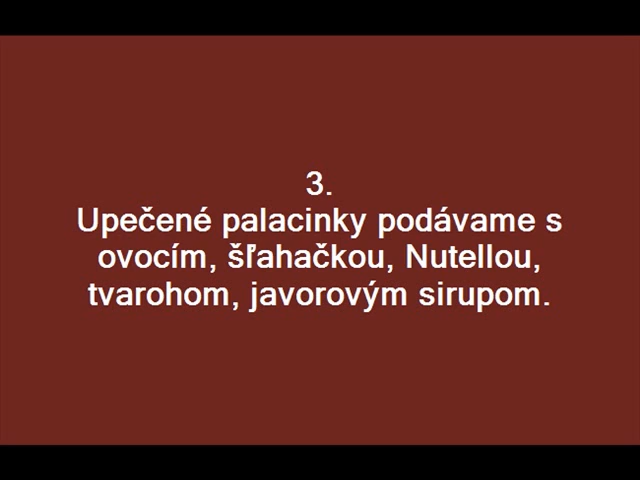 3.
Upečené palacinky podávame s
ovocím, šľahačkou, Nutellou,
tvarohom, javorovým sirupom.